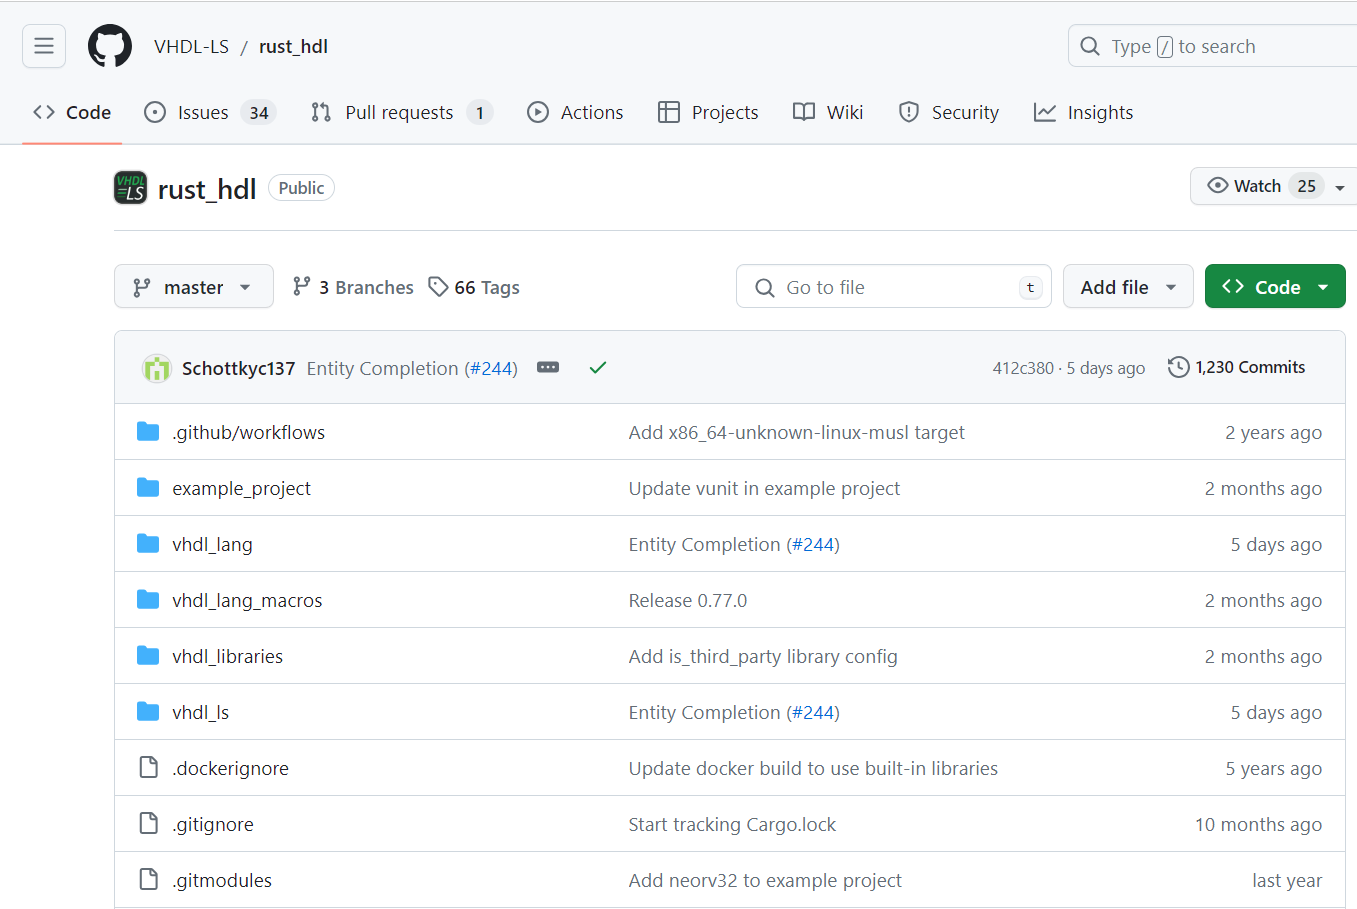 VHDL-LS / rust_hdl
Type / to search
Code Issues 34 Pull requests 1 Actions Projects Wiki Security Insights
VHDL
LS
rust_hdl Public
Watch 25
master 3 Branches 66 Tags
Go to file t
Add file
Code
Schottkyc137 Entity Completion (#244) 412c380 · 5 days ago 1,230 Commits
.github/workflows Add x86_64-unknown-linux-musl target 2 years ago
example_project Update vunit in example project 2 months ago
vhdl_lang Entity Completion (#244) 5 days ago
vhdl_lang_macros Release 0.77.0 2 months ago
vhdl_libraries Add is_third_party library config 2 months ago
vhdl_ls Entity Completion (#244) 5 days ago
.dockerignore Update docker build to use built-in libraries 5 years ago
.gitignore Start tracking Cargo.lock 10 months ago
.gitmodules Add neorv32 to example project last year